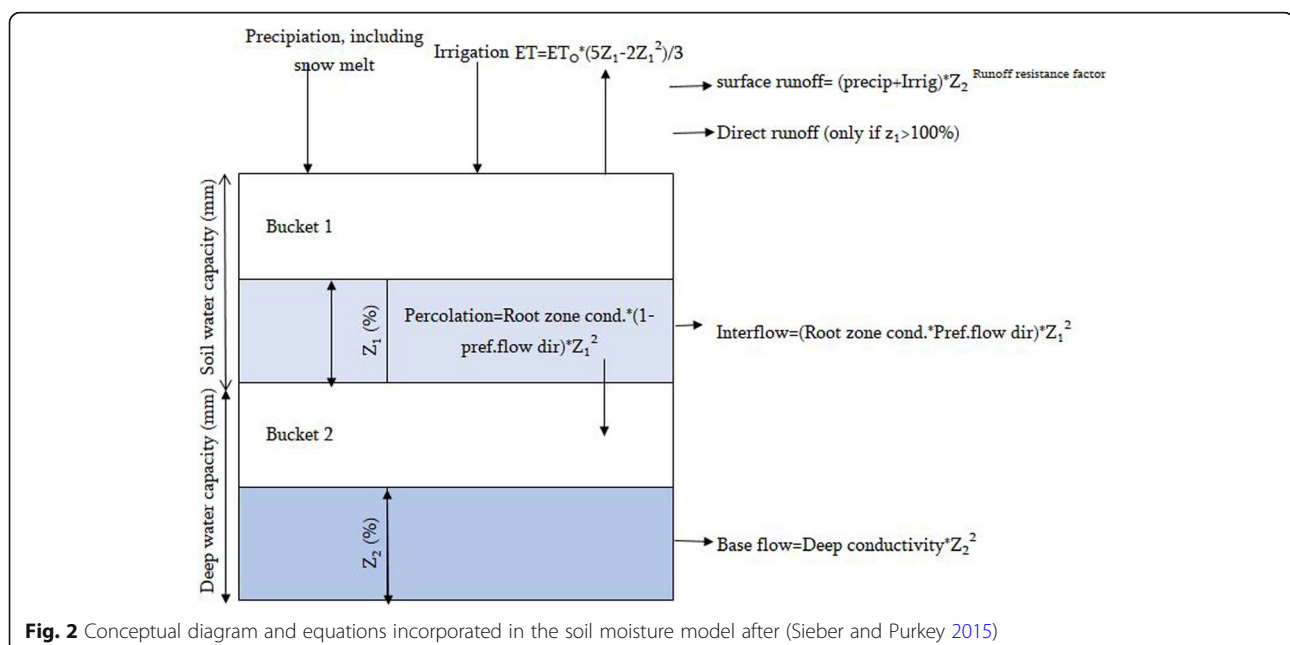 Precipiation, including
snow melt
Irrigation ET=ET₀*(5Z₁-2Z₁²)/3
surface runoff= (precip+Irrig)*Z₂ ᴿᵘⁿᵒᶠᶠ ʳᵉˢⁱˢᵗᵃⁿᶜᵉ ᶠᵃᶜᵗᵒʳ
Direct runoff (only if z₁>100%)
Soil water capacity (mm)
Bucket 1
Z₁ (%)
Percolation=Root zone cond.*(1-
pref.flow dir)*Z₁²
Interflow=(Root zone cond.*Pref.flow dir)*Z₁²
Deep water capacity (mm)
Bucket 2
Z₂ (%)
Base flow=Deep conductivity*Z₂²
Fig. 2 Conceptual diagram and equations incorporated in the soil moisture model after (Sieber and Purkey 2015)